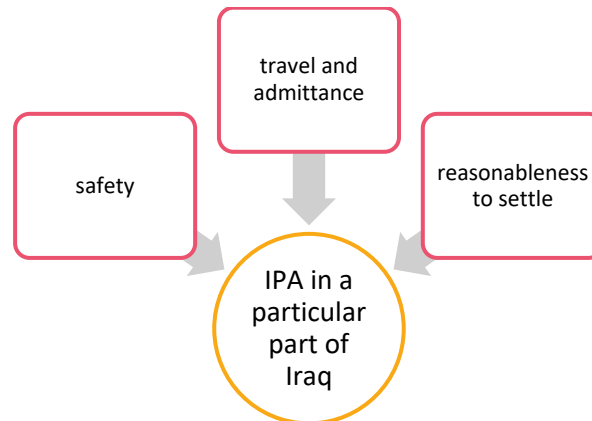 travel and
admittance
safety
reasonableness
to settle
IPA in a
particular
part of
Iraq